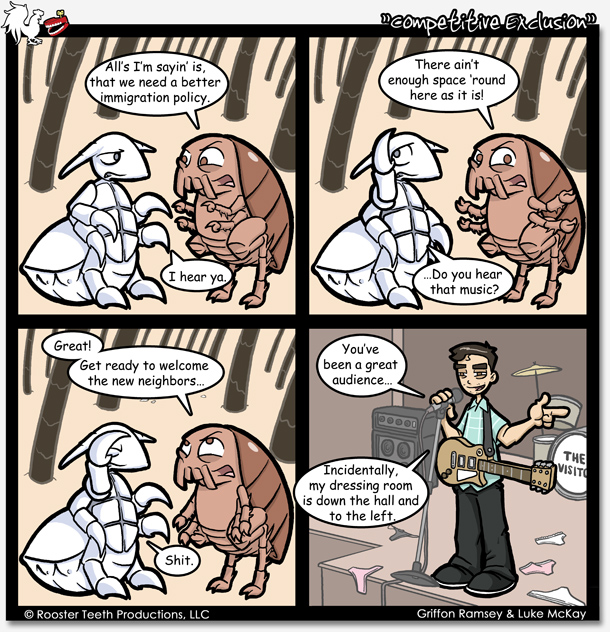 "Competitive Exclusion"
All's I'm sayin' is,
that we need a better
immigration policy.
I hear ya.
There ain't
enough space 'round
here as it is!
...Do you hear
that music?
Great!
Get ready to welcome
the new neighbors...
Shit.
You've
been a great
audience...
Incidentally,
my dressing room
is down the hall and
to the left.
THE
VISITO
© Rooster Teeth Productions, LLC
Griffon Ramsey & Luke McKay